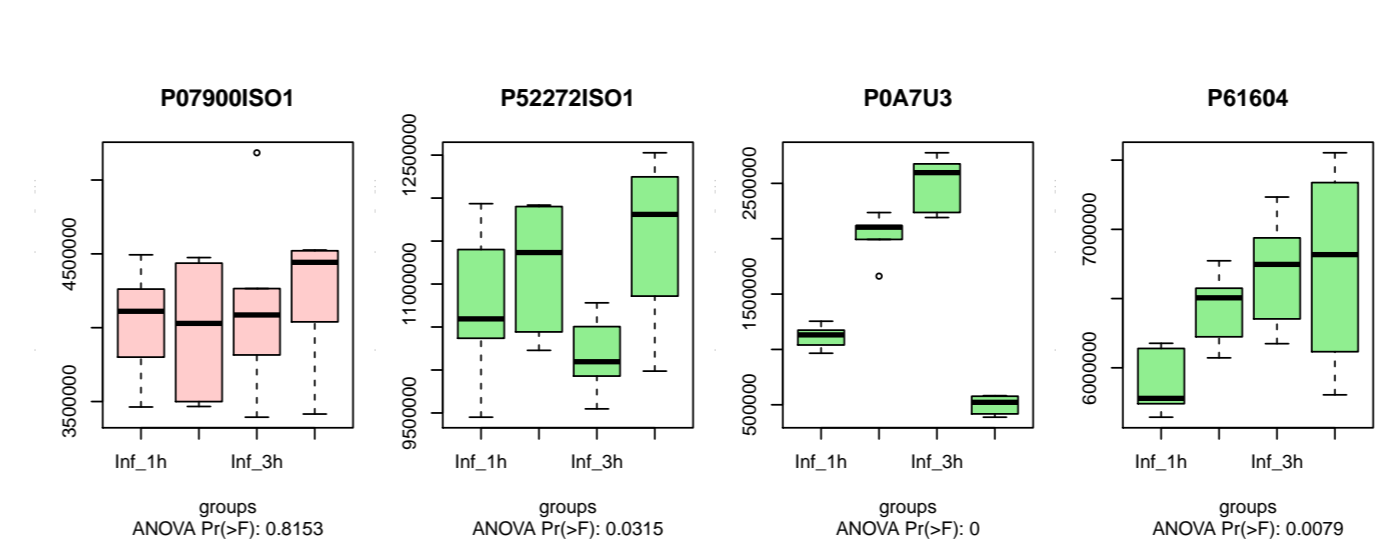 P07900ISO1
3500000
4500000
Inf_1h
Inf_3h
groups
ANOVA Pr(>F): 0.8153
P52272ISO1
9500000
11000000
12500000
Inf_1h
Inf_3h
groups
ANOVA Pr(>F): 0.0315
P0A7U3
500000
1500000
2500000
Inf_1h
Inf_3h
groups
ANOVA Pr(>F): 0
P61604
6000000
7000000
Inf_1h
Inf_3h
groups
ANOVA Pr(>F): 0.0079